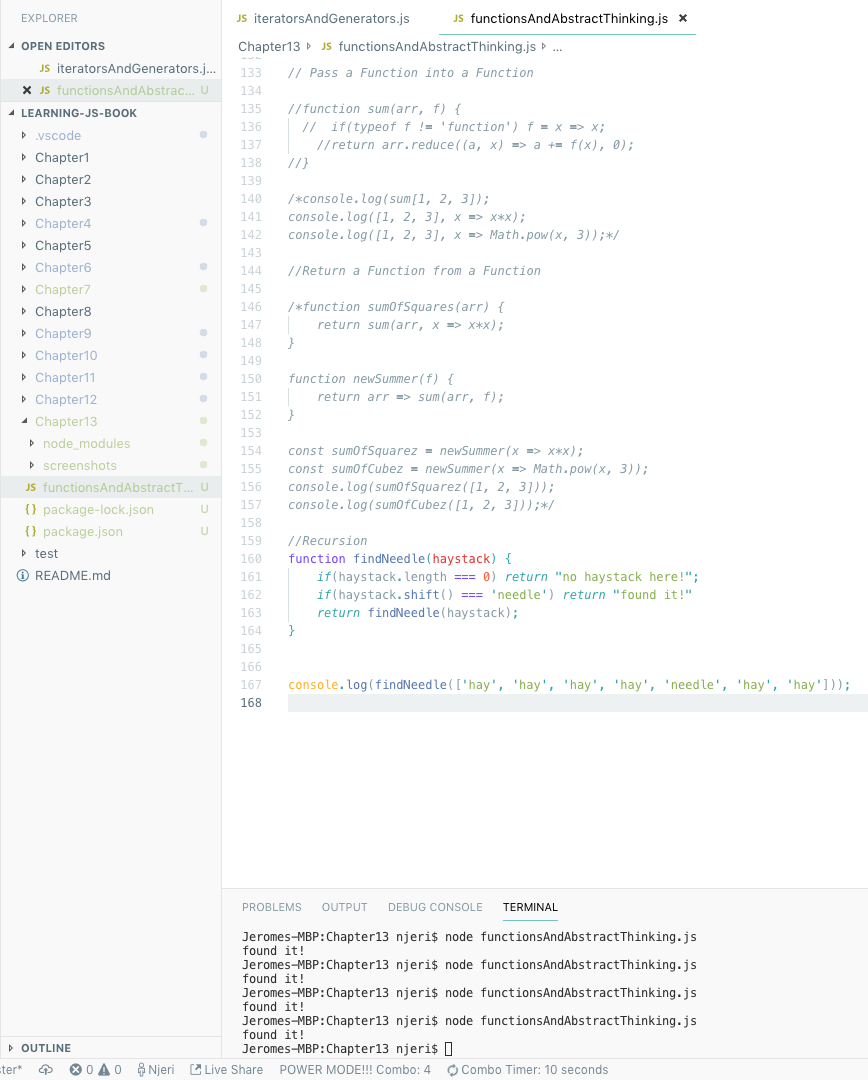 EXPLORER
OPEN EDITORS
JS iteratorsAndGenerators.j...
JS functionsAndAbstrac... U
LEARNING-JS-BOOK
.vscode
Chapter1
Chapter2
Chapter3
Chapter4
Chapter5
Chapter6
Chapter7
Chapter8
Chapter9
Chapter10
Chapter11
Chapter12
Chapter13
node_modules
screenshots
JS functionsAndAbstractT... U
{} package-lock.json U
{} package.json U
test
README.md
OUTLINE
JS iteratorsAndGenerators.js JS functionsAndAbstractThinking.js ×
Chapter13 JS functionsAndAbstractThinking.js ...
133 // Pass a Function into a Function
134
135 //function sum(arr, f) {
136 // if(typeof f != 'function') f = x => x;
137 //return arr.reduce((a, x) => a += f(x), 0);
138 //}
139
140 /*console.log(sum[1, 2, 3]);
141 console.log([1, 2, 3], x => x*x);
142 console.log([1, 2, 3], x => Math.pow(x, 3));*/
143
144 //Return a Function from a Function
145
146 /*function sumOfSquares(arr) {
147 return sum(arr, x => x*x);
148 }
149
150 function newSummer(f) {
151 return arr => sum(arr, f);
152 }
153
154 const sumOfSquarez = newSummer(x => x*x);
155 const sumOfCubez = newSummer(x => Math.pow(x, 3));
156 console.log(sumOfSquarez([1, 2, 3]));
157 console.log(sumOfCubez([1, 2, 3]));*/
158
159 //Recursion
160 function findNeedle(haystack) {
161 if(haystack.length === 0) return "no haystack here!";
162 if(haystack.shift() === 'needle') return "found it!"
163 return findNeedle(haystack);
164 }
165
166
167 console.log(findNeedle(['hay', 'hay', 'hay', 'hay', 'needle', 'hay', 'hay']));
168
PROBLEMS OUTPUT DEBUG CONSOLE TERMINAL
Jeromes-MBP:Chapter13 njeri$ node functionsAndAbstractThinking.js
found it!
Jeromes-MBP:Chapter13 njeri$ node functionsAndAbstractThinking.js
found it!
Jeromes-MBP:Chapter13 njeri$ node functionsAndAbstractThinking.js
found it!
Jeromes-MBP:Chapter13 njeri$ node functionsAndAbstractThinking.js
found it!
Jeromes-MBP:Chapter13 njeri$
ter* 0 0 Njeri Live Share POWER MODE!!! Combo: 4 Combo Timer: 10 seconds